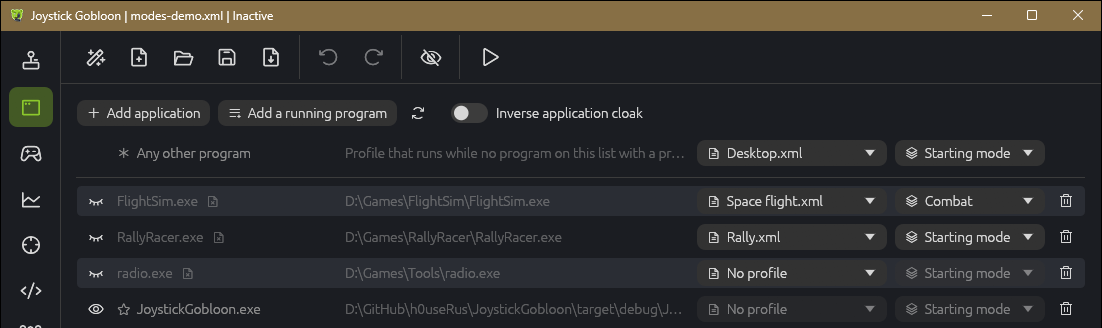 Joystick Gobloon | modes-demo.xml | Inactive
Add application Add a running program Inverse application cloak
Any other program Profile that runs while no program on this list with a pr... Desktop.xml Starting mode
FlightSim.exe D:\Games\FlightSim\FlightSim.exe Space flight.xml Combat
RallyRacer.exe D:\Games\RallyRacer\RallyRacer.exe Rally.xml Starting mode
radio.exe D:\Games\Tools\radio.exe No profile Starting mode
JoystickGobloon.exe D:\GitHub\h0useRus\JoystickGobloon\target\debug\J... No profile Starting mode